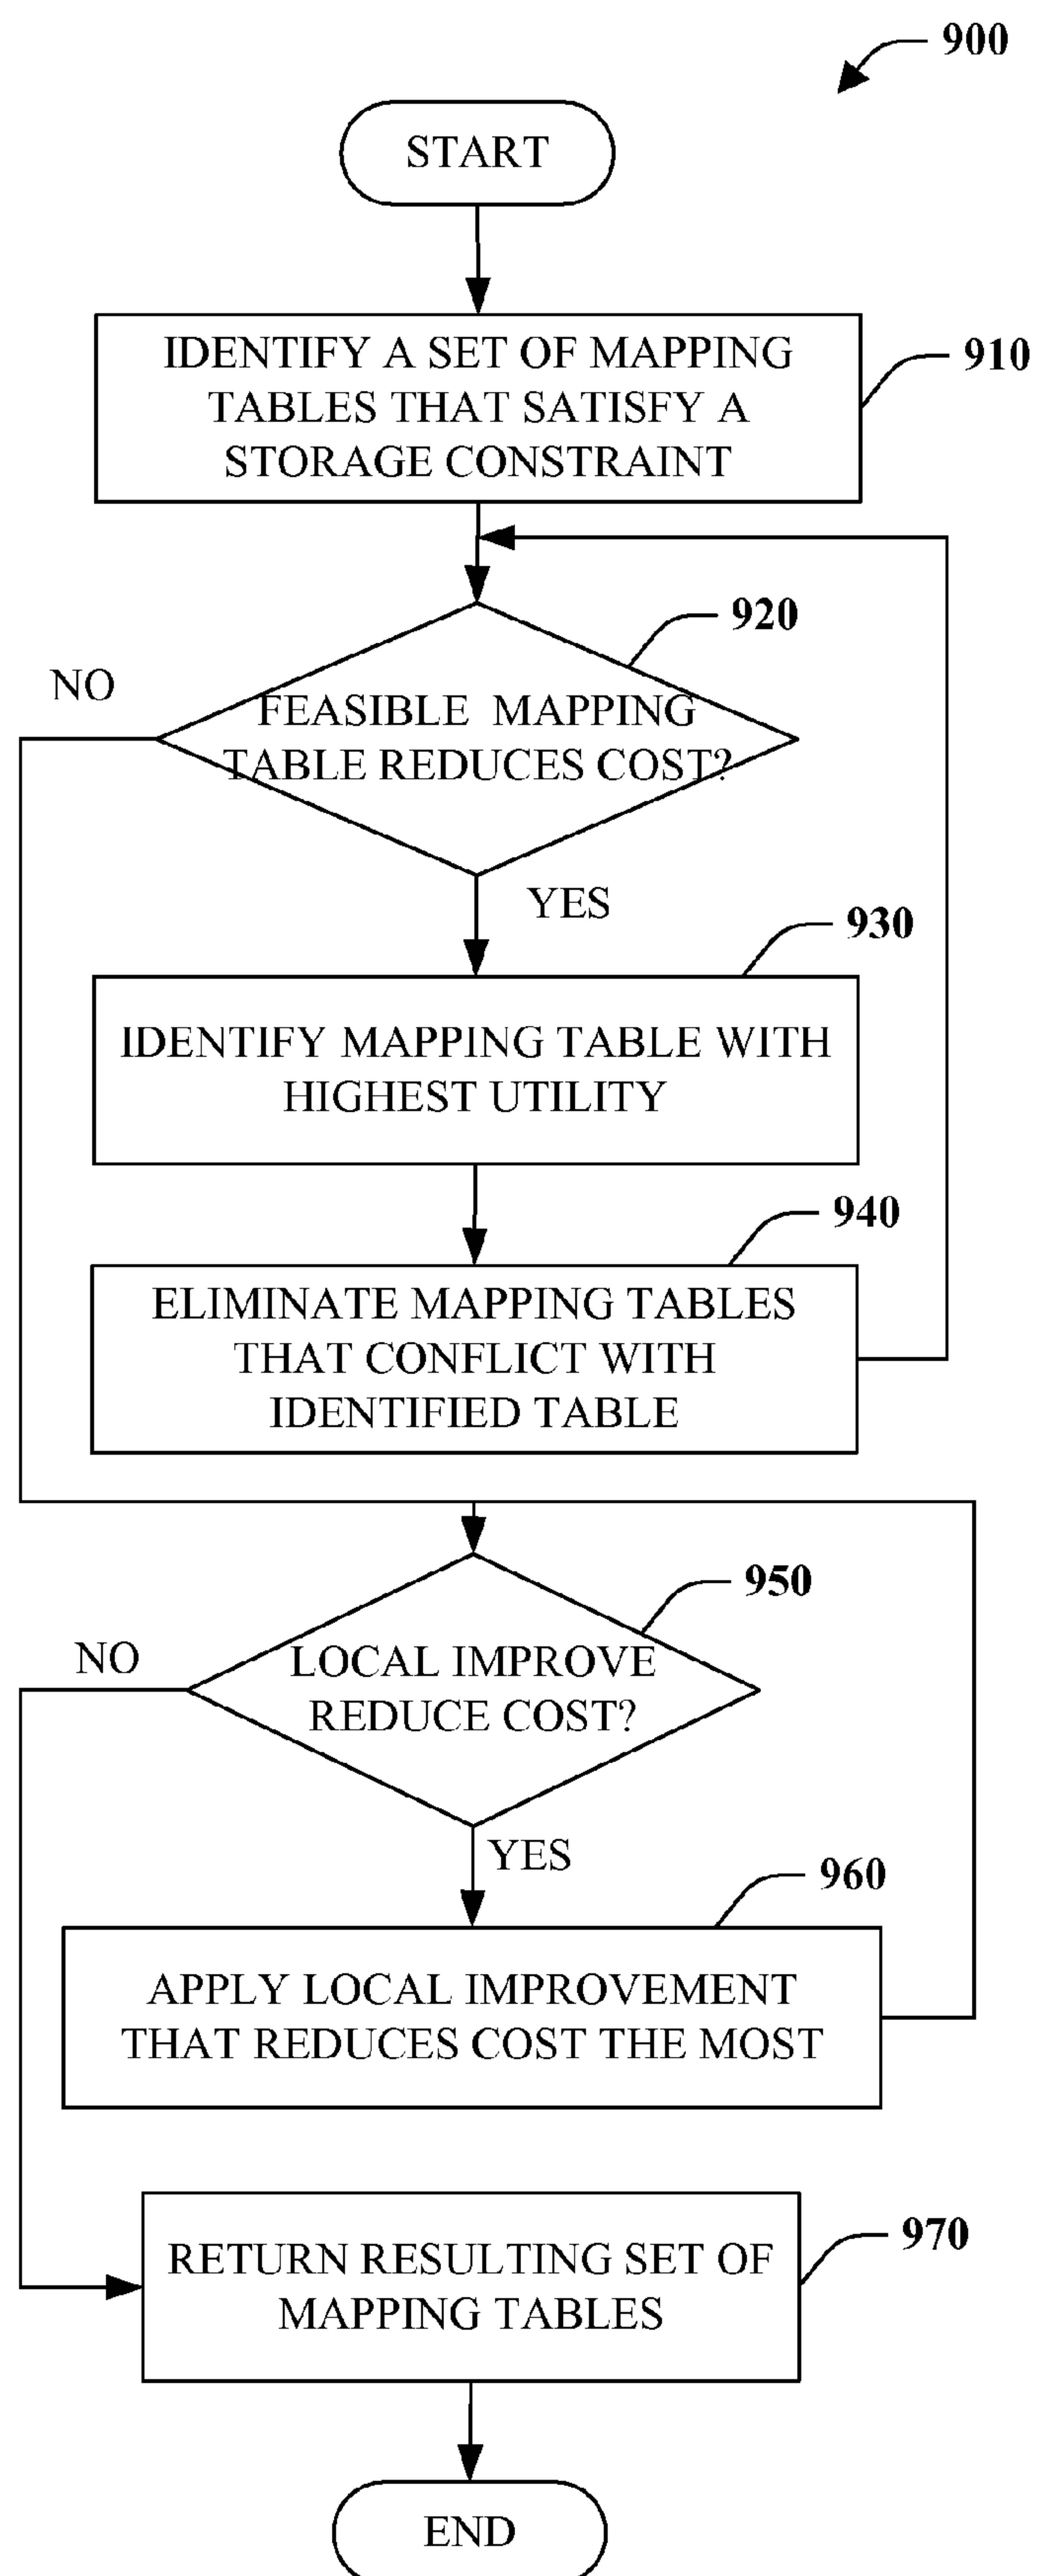 900
START
IDENTIFY A SET OF MAPPING
TABLES THAT SATISFY A
STORAGE CONSTRAINT
910
920
NO
FEASIBLE MAPPING
TABLE REDUCES COST?
YES
930
IDENTIFY MAPPING TABLE WITH
HIGHEST UTILITY
940
ELIMINATE MAPPING TABLES
THAT CONFLICT WITH
IDENTIFIED TABLE
950
NO
LOCAL IMPROVE
REDUCE COST?
YES
960
APPLY LOCAL IMPROVEMENT
THAT REDUCES COST THE MOST
970
RETURN RESULTING SET OF
MAPPING TABLES
END